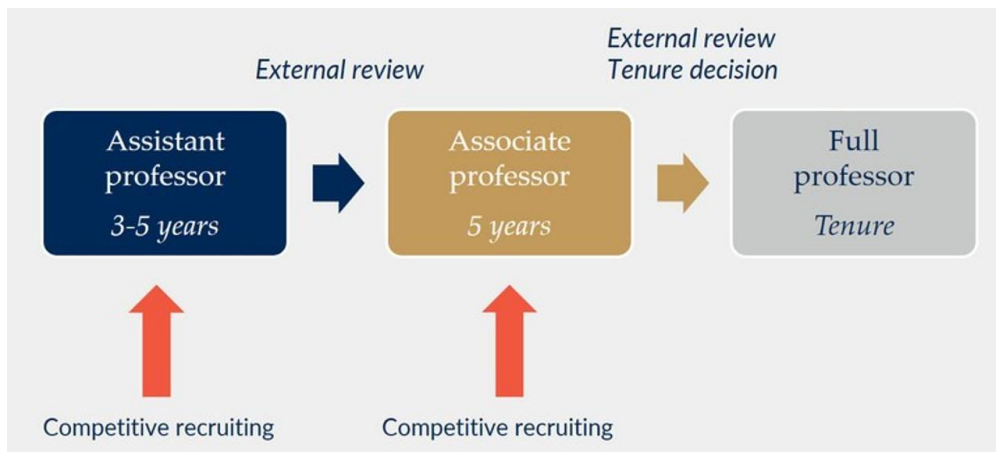 External review
External review
Tenure decision
Assistant
professor
3-5 years
Associate
professor
5 years
Full
professor
Tenure
Competitive recruiting
Competitive recruiting